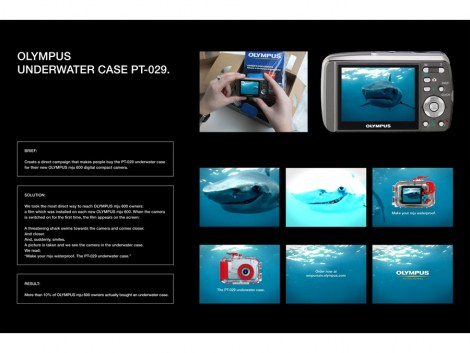 OLYMPUS
UNDERWATER CASE PT-029.
BRIEF:
Create a direct campaign that makes people buy the PT-029 underwater case
for their new OLYMPUS mju 600 digital compact camera.
SOLUTION:
We took the most direct way to reach OLYMPUS mju 600 owners:
a film which was installed on each new OLYMPUS mju 600. When the camera
is switched on for the first time, the film appears on the screen:
A threatening shark swims towards the camera and comes closer.
And closer.
And, suddenly, smiles.
A picture is taken and we see the camera in the underwater case.
We read:
"Make your mju waterproof. The PT-029 underwater case."
RESULT:
More than 10% of OLYMPUS mju 600 owners actually bought an underwater case.
OLYMPUS
OLYMPUS
Make your mju waterproof.
The PT-029 underwater case.
Order now at
OLYMPUS